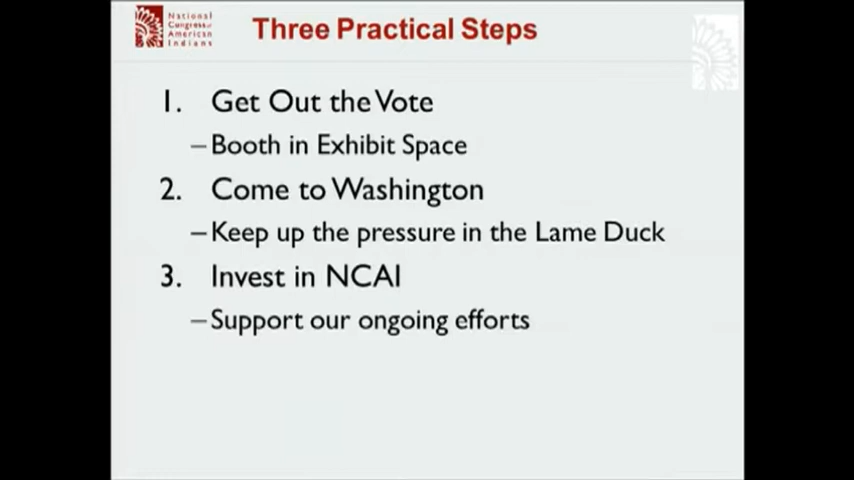 National
Congress of
American
Indians
Three Practical Steps
1. Get Out the Vote
–Booth in Exhibit Space
2. Come to Washington
–Keep up the pressure in the Lame Duck
3. Invest in NCAI
–Support our ongoing efforts